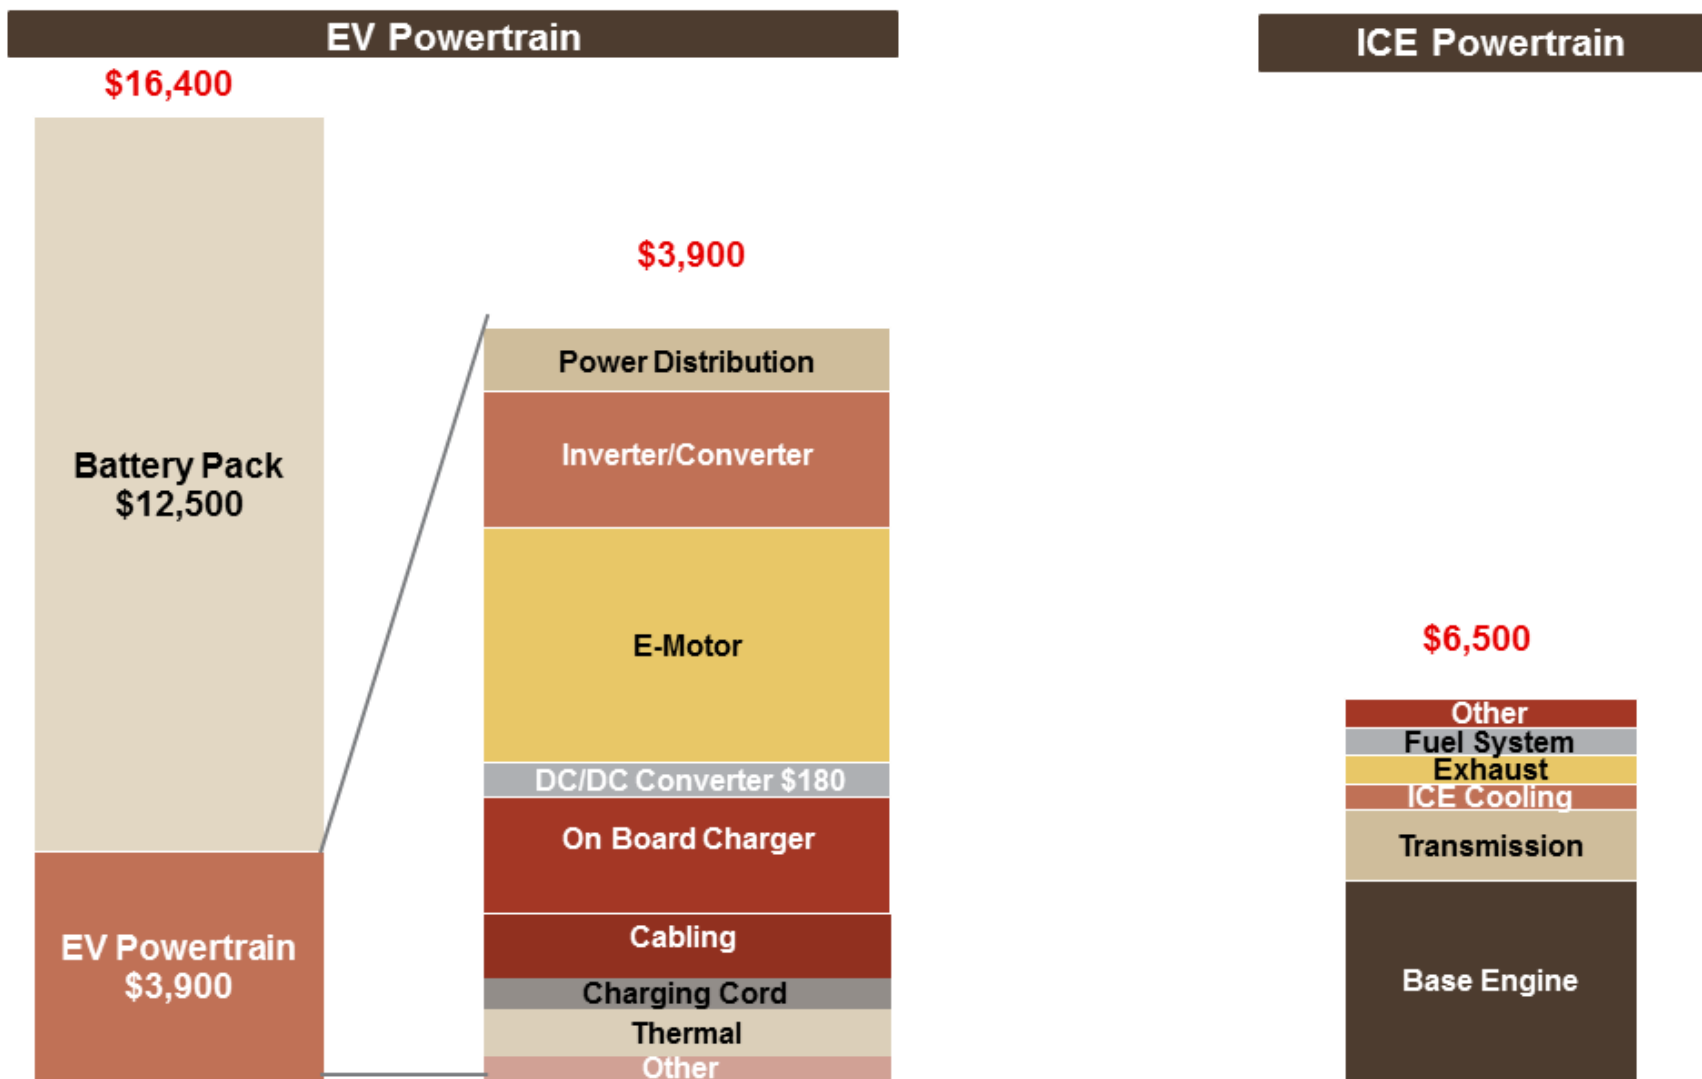 EV Powertrain
$16,400
Battery Pack
$12,500
EV Powertrain
$3,900
$3,900
Power Distribution
Inverter/Converter
E-Motor
DC/DC Converter $180
On Board Charger
Cabling
Charging Cord
Thermal
Other
ICE Powertrain
$6,500
Other
Fuel System
Exhaust
ICE Cooling
Transmission
Base Engine